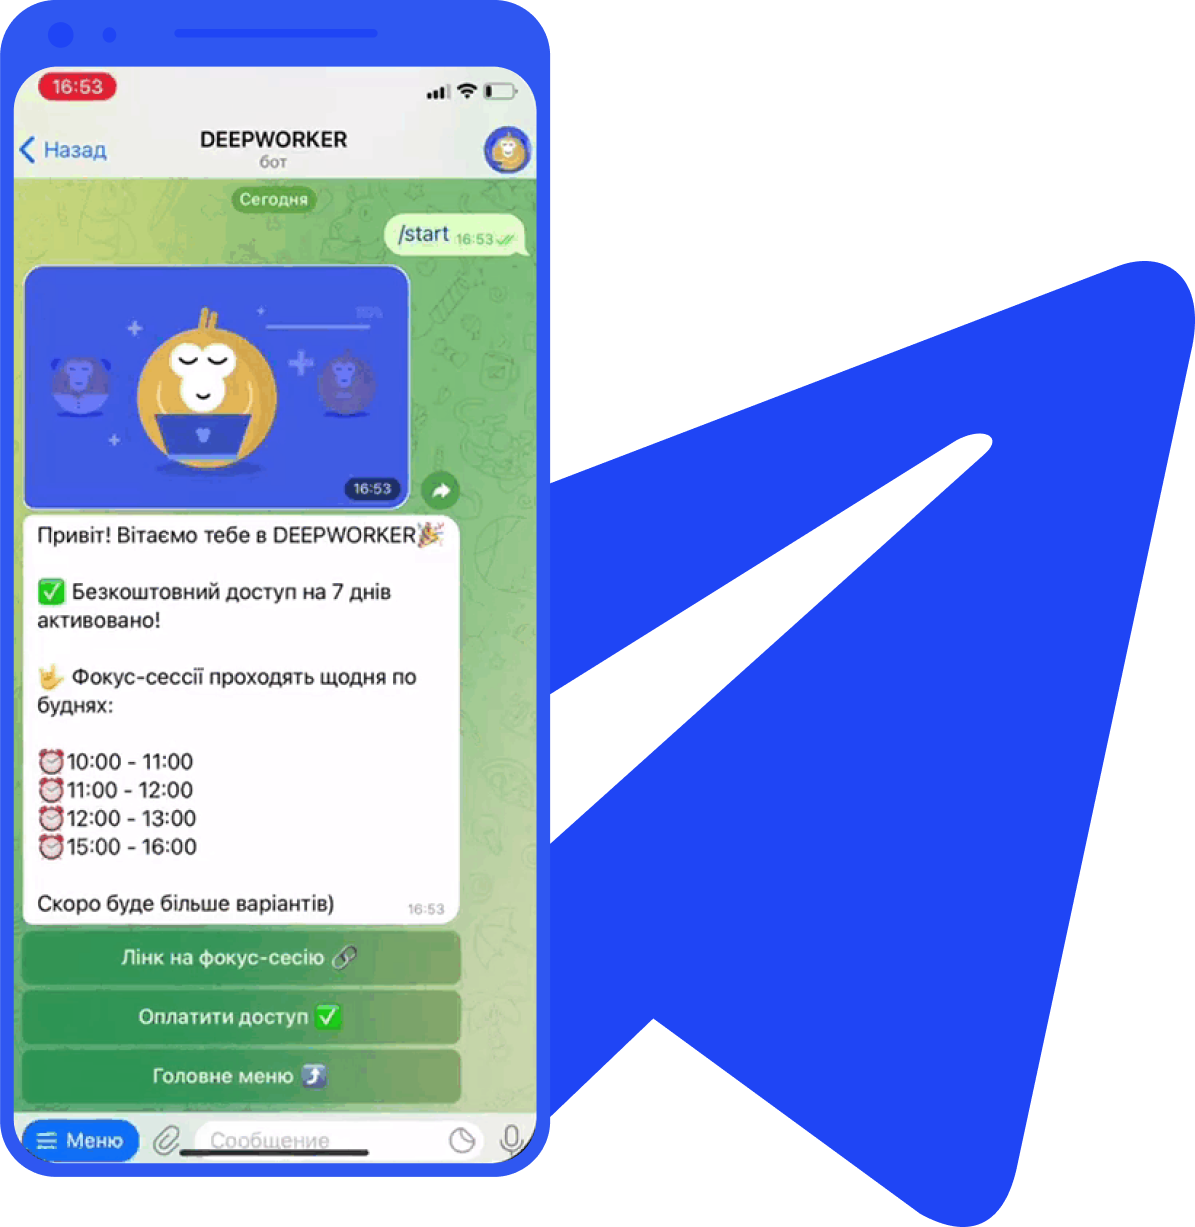 16:53
Назад
DEEPWORKER
бот
Сегодня
/start 16:53
16:53
Привіт! Вітаємо тебе в DEEPWORKER🎉
✅ Безкоштовний доступ на 7 днів
активовано!
🤟 Фокус-сессії проходять щодня по
буднях:
⏰10:00 - 11:00
⏰11:00 - 12:00
⏰12:00 - 13:00
⏰15:00 - 16:00
Скоро буде більше варіантів)
16:53
Лінк на фокус-сесію 🔗
Оплатити доступ ✅
Головне меню ⤴️
Меню
Сообщение